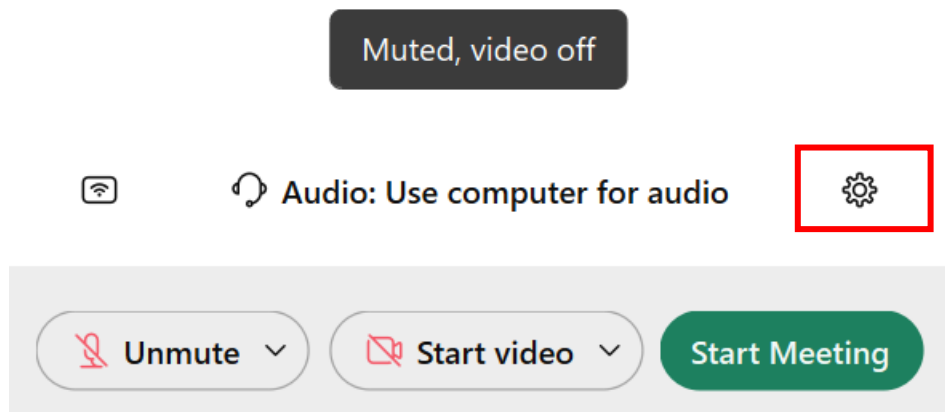 Muted, video off
Audio: Use computer for audio
Unmute
Start video
Start Meeting